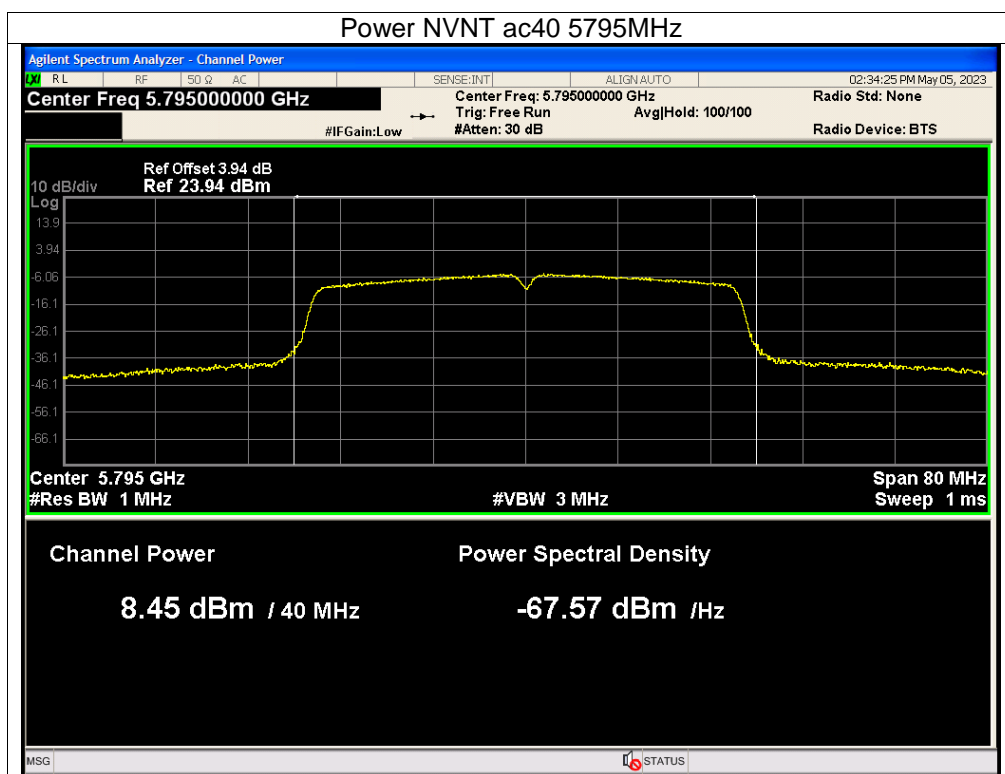 Power NVNT ac40 5795MHz
Agilent Spectrum Analyzer - Channel Power
LXI RL RF 50 Ω AC SENSE:INT ALIGN AUTO 02:34:25 PM May 05, 2023
Center Freq 5.795000000 GHz
#IFGain:Low
Center Freq: 5.795000000 GHz
Trig: Free Run Avg|Hold: 100/100
#Atten: 30 dB
Radio Std: None
Radio Device: BTS
Ref Offset 3.94 dB
10 dB/div Ref 23.94 dBm
Log
13.9
3.94
-6.06
-16.1
-26.1
-36.1
-46.1
-56.1
-66.1
Center 5.795 GHz Span 80 MHz
#Res BW 1 MHz #VBW 3 MHz Sweep 1 ms
Channel Power Power Spectral Density
8.45 dBm / 40 MHz -67.57 dBm /Hz
MSG STATUS